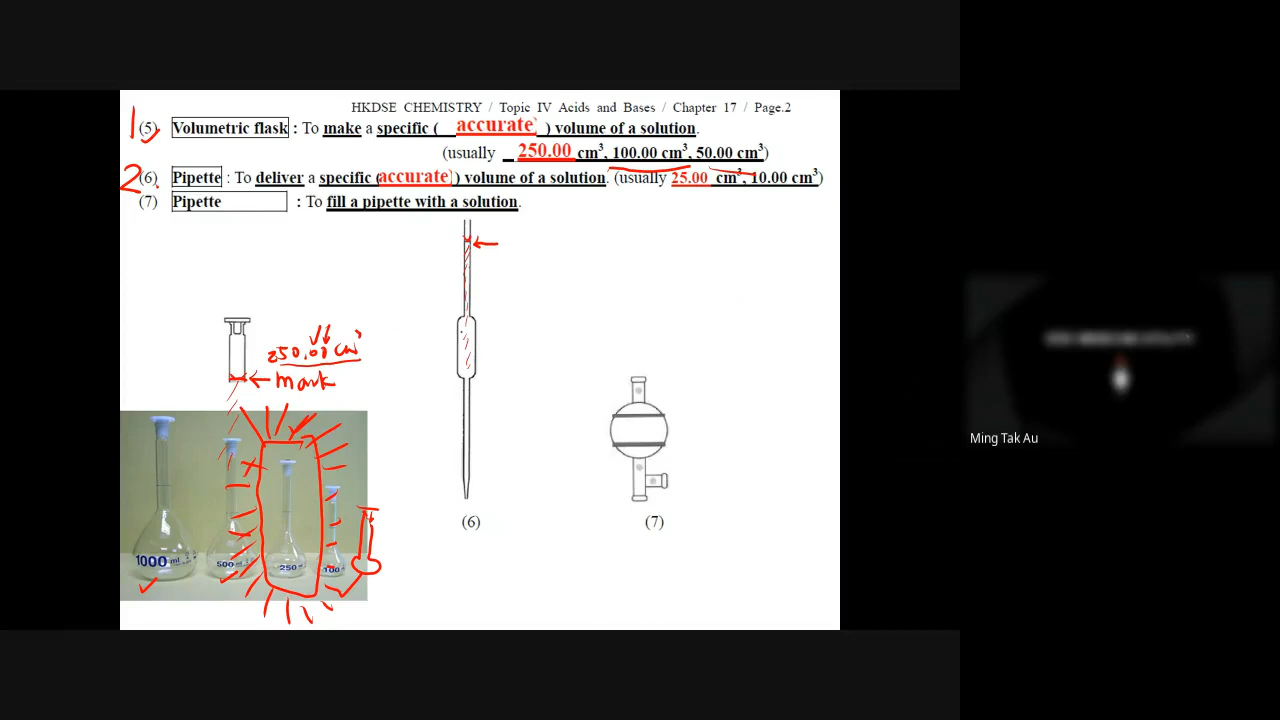 HKDSE CHEMISTRY / Topic IV Acids and Bases / Chapter 17 / Page.2
1 (5) Volumetric flask : To make a specific ( accurate ) volume of a solution.
(usually 250.00 cm³, 100.00 cm³, 50.00 cm³)
2. (6) Pipette : To deliver a specific (accurate) volume of a solution. (usually 25.00 cm³, 10.00 cm³)
(7) Pipette : To fill a pipette with a solution.
250.00 cm³
mark
1000 ml
500 ml
250
100
(6)
(7)
Ming Tak Au